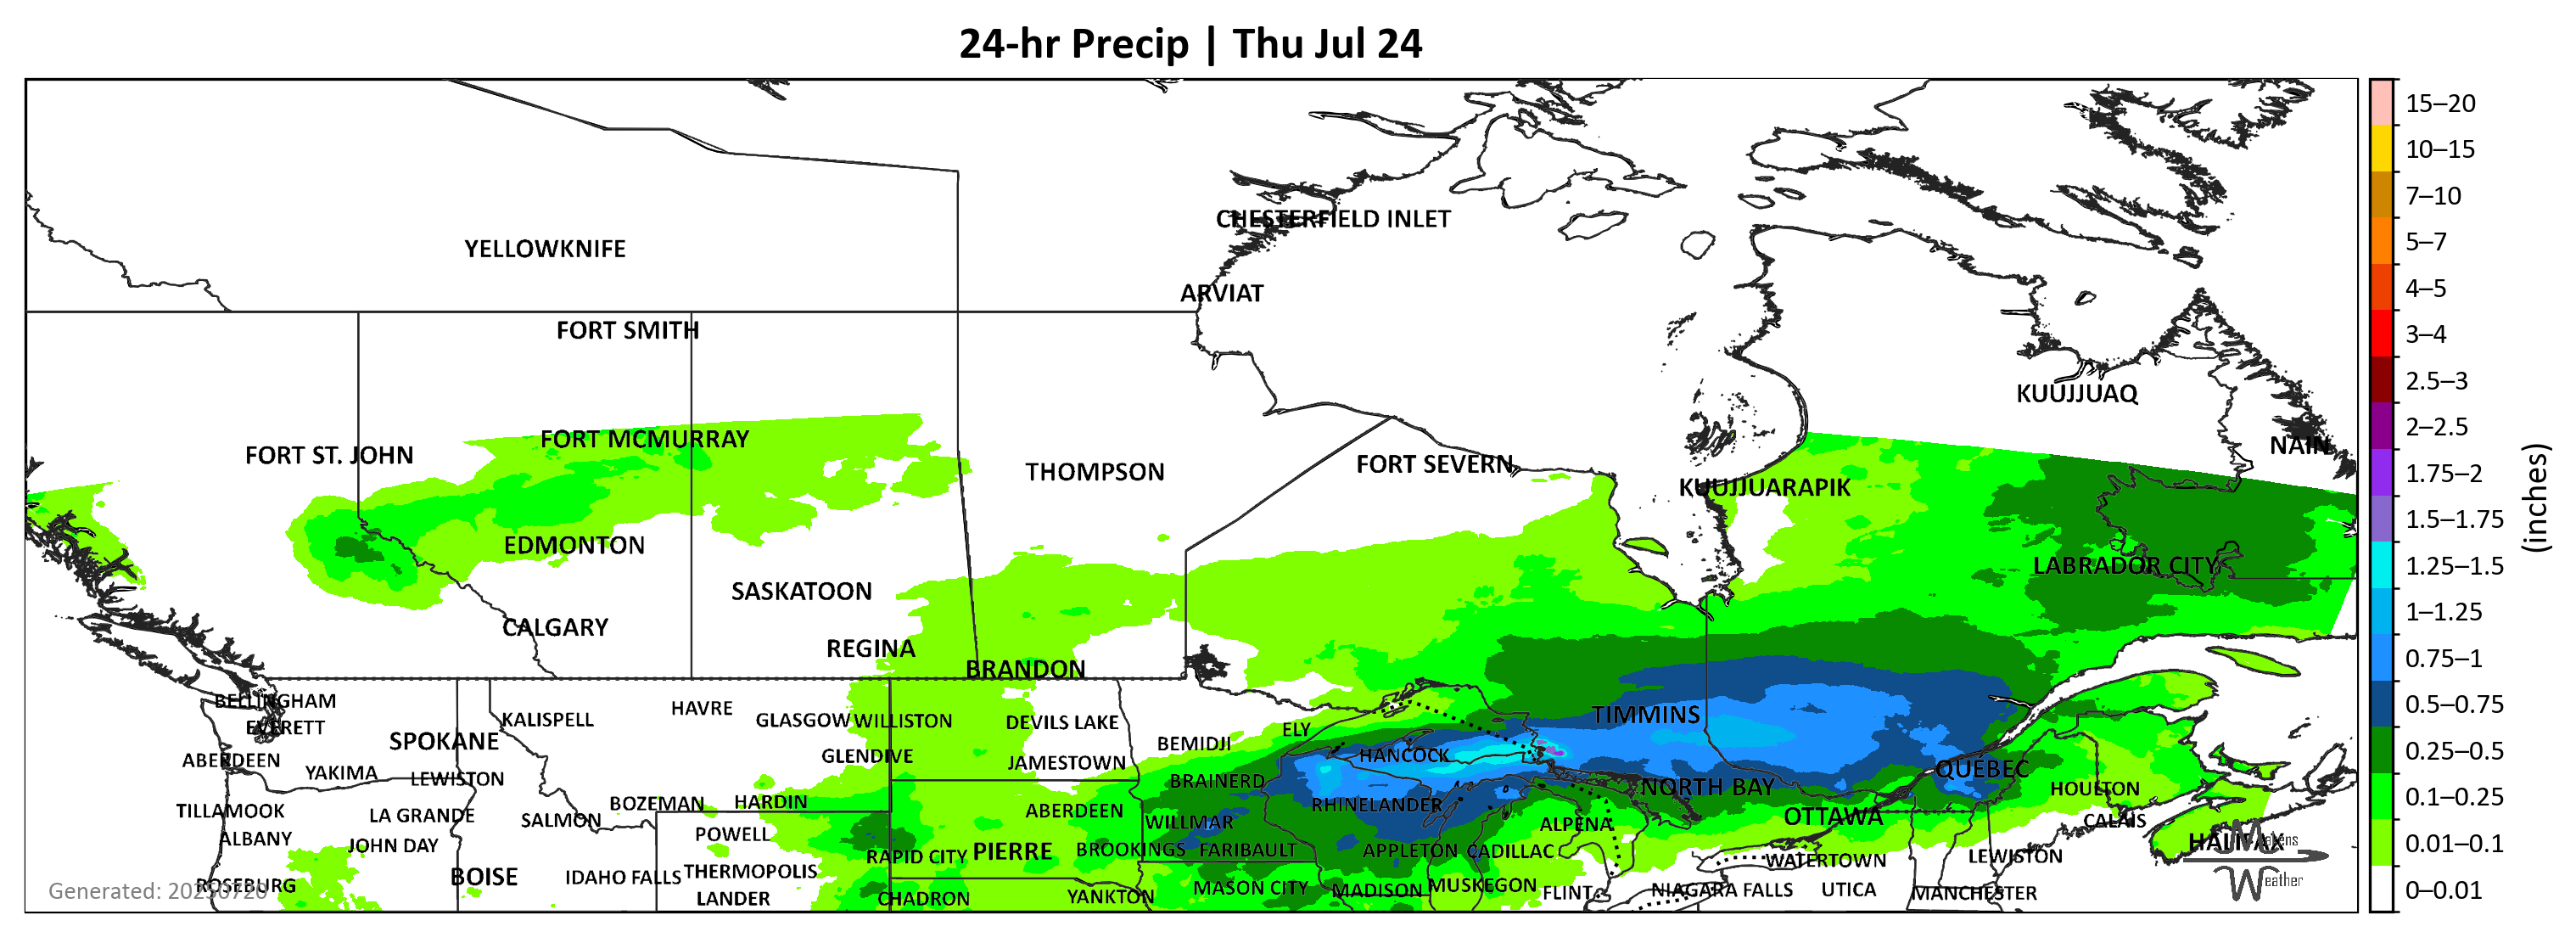 24-hr Precip | Thu Jul 24
CHESTERFIELD INLET
YELLOWKNIFE
ARVIAT
FORT SMITH
KUUJJUAQ
FORT MCMURRAY
NAIN
FORT ST. JOHN
FORT SEVERN
THOMPSON
KUUJJUARAPIK
EDMONTON
LABRADOR CITY
SASKATOON
CALGARY
REGINA
BRANDON
BELLINGHAM
HAVRE
TIMMINS
KALISPELL
GLASGOW WILLISTON
DEVILS LAKE
EVERETT
ELY
SPOKANE
BEMIDJI
HANCOCK
GLENDIVE
ABERDEEN
JAMESTOWN
QUÉBEC
YAKIMA
LEWISTON
BRAINERD
NORTH BAY
HOULTON
BOZEMAN
HARDIN
RHINELANDER
TILLAMOOK
LA GRANDE
SALMON
ABERDEEN
WILLMAR
ALPENA
OTTAWA
CALAIS
ALBANY
POWELL
JOHN DAY
HALIFAX
RAPID CITY
PIERRE
BROOKINGS
FARIBAULT
APPLETON
CADILLAC
WATERTOWN
LEWISTON
BOISE
IDAHO FALLS
THERMOPOLIS
ROSEBURG
MASON CITY
MADISON
MUSKEGON
FLINT
NIAGARA FALLS
UTICA
MANCHESTER
LANDER
CHADRON
YANKTON
Generated: 20250720
Weather
15–20
10–15
7–10
5–7
4–5
3–4
2.5–3
2–2.5
1.75–2
1.5–1.75
1.25–1.5
1–1.25
0.75–1
0.5–0.75
0.25–0.5
0.1–0.25
0.01–0.1
0–0.01
(inches)